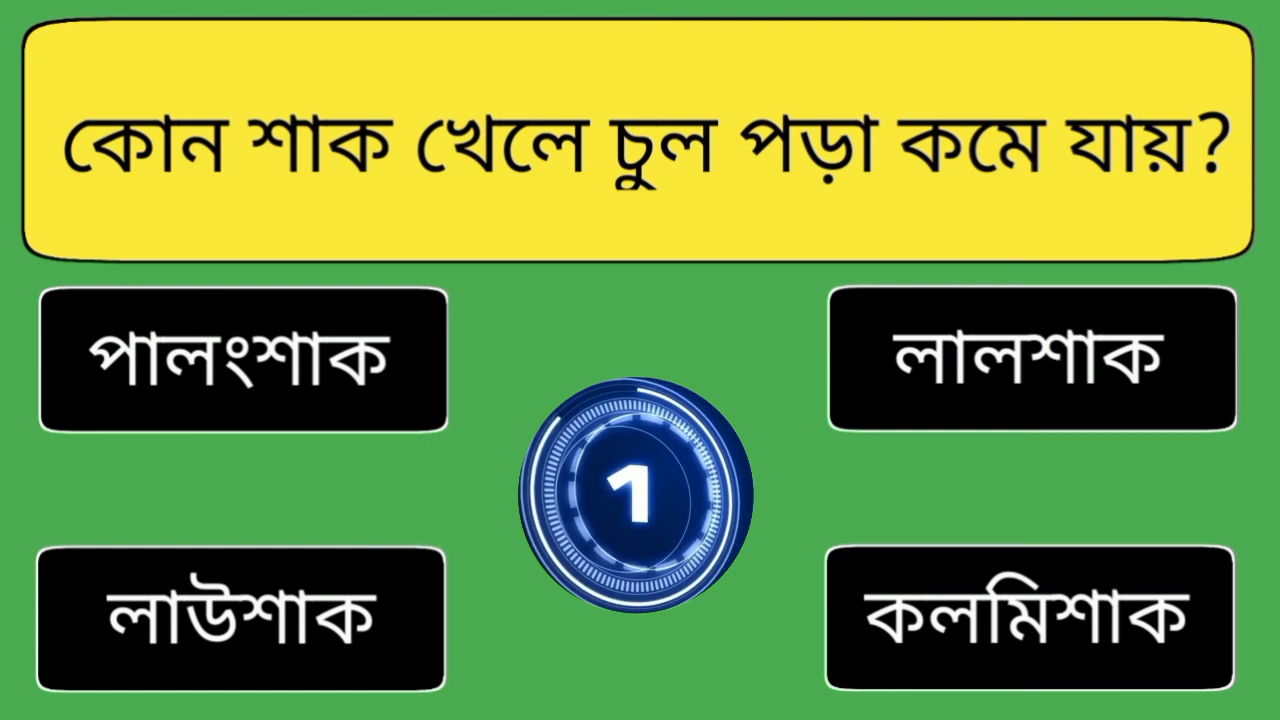 কোন শাক খেলে চুল পড়া কমে যায়?
পালংশাক
লালশাক
1
লাউশাক
কলমিশাক